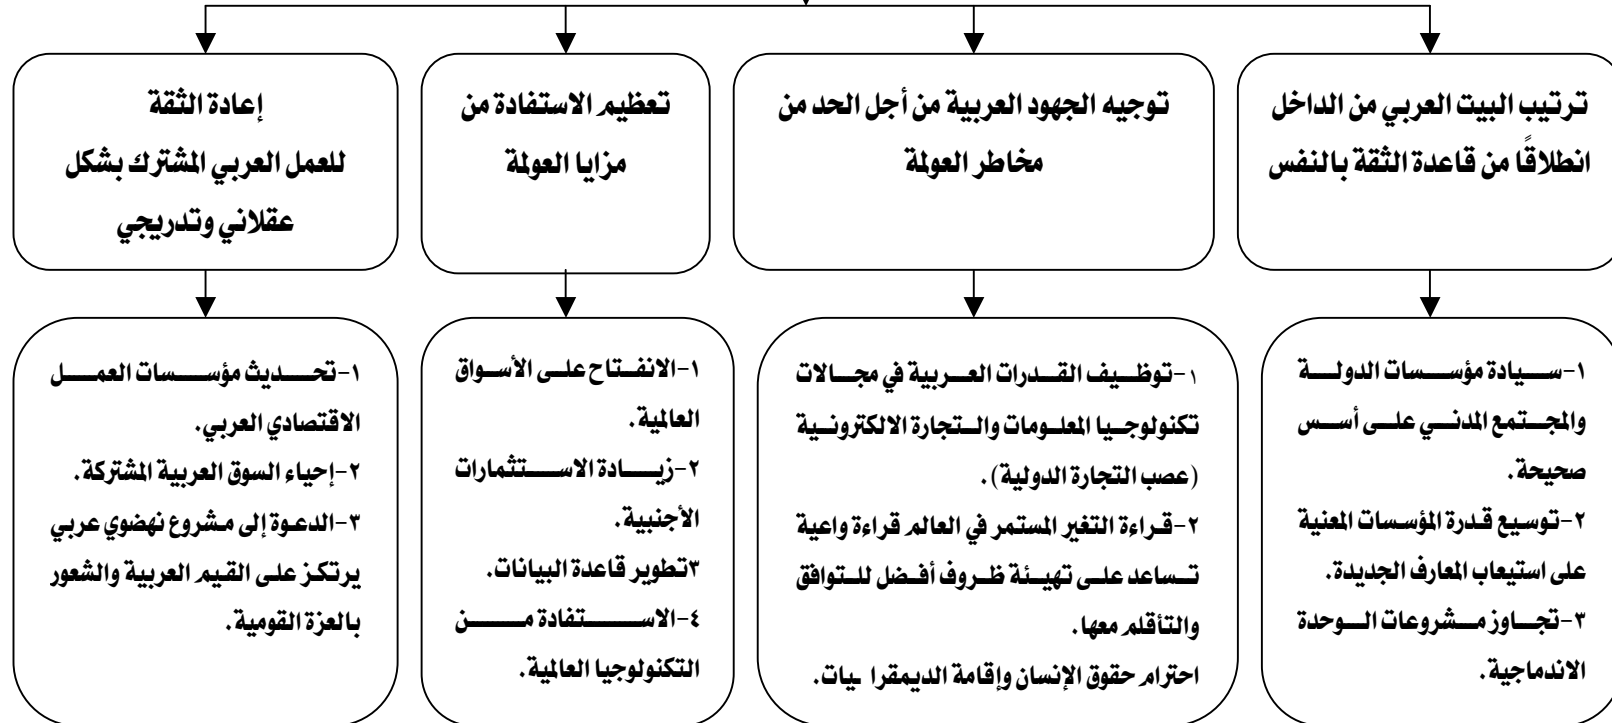 ترتيب البيت العربي من الداخل
انطلاقًا من قاعدة الثقة بالنفس
توجيه الجهود العربية من أجل الحد من
مخاطر العولمة
تعظيم الاستفادة من
مزايا العولمة
إعادة الثقة
للعمل العربي المشترك بشكل
عقلاني وتدريجي
١-سيادة مؤسسات الدولة
والمجتمع المدني على أسس
صحيحة.
٢-توسيع قدرة المؤسسات المعنية
على استيعاب المعارف الجديدة.
٣-تجاوز مشروعات الوحدة
الاندماجية.
١-توظيف القدرات العربية في مجالات
تكنولوجيا المعلومات والتجارة الالكترونية
(عصب التجارة الدولية).
٢-قراءة التغير المستمر في العالم قراءة واعية
تساعد على تهيئة ظروف أفضل للتوافق
والتأقلم معها.
احترام حقوق الإنسان وإقامة الديمقرا يات.
١-الانفتاح على الأسواق
العالمية.
٢-زيادة الاستثمارات
الأجنبية.
٣تطوير قاعدة البيانات.
٤-الاستفادة من
التكنولوجيا العالمية.
١-تحديث مؤسسات العمل
الاقتصادي العربي.
٢-إحياء السوق العربية المشتركة.
٣-الدعوة إلى مشروع نهضوي عربي
يرتكز على القيم العربية والشعور
بالعزة القومية.